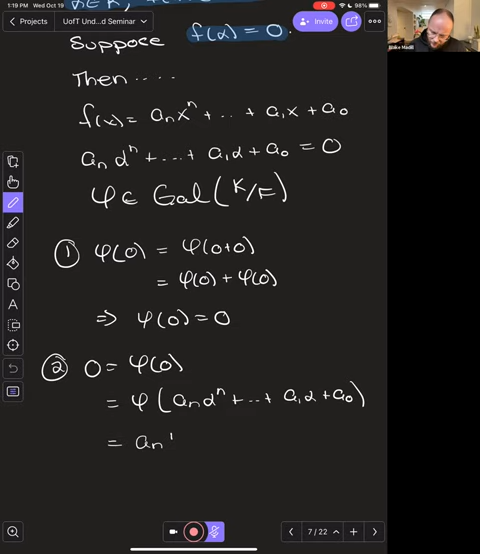 1:19 PM Wed Oct 19
98%
Projects
UofT Und...d Seminar
Invite
Suppose f(α) = 0.
Then ....
f(x) = aₙxⁿ + ... + a₁x + a₀
aₙαⁿ + ... + a₁α + a₀ = 0
φ ∈ Gal(K/F)
① φ(0) = φ(0+0)
= φ(0) + φ(0)
⇒ φ(0) = 0
② 0 = φ(0)
= φ(aₙαⁿ + ... + a₁α + a₀)
= aₙ
7 / 22
Blake Madill